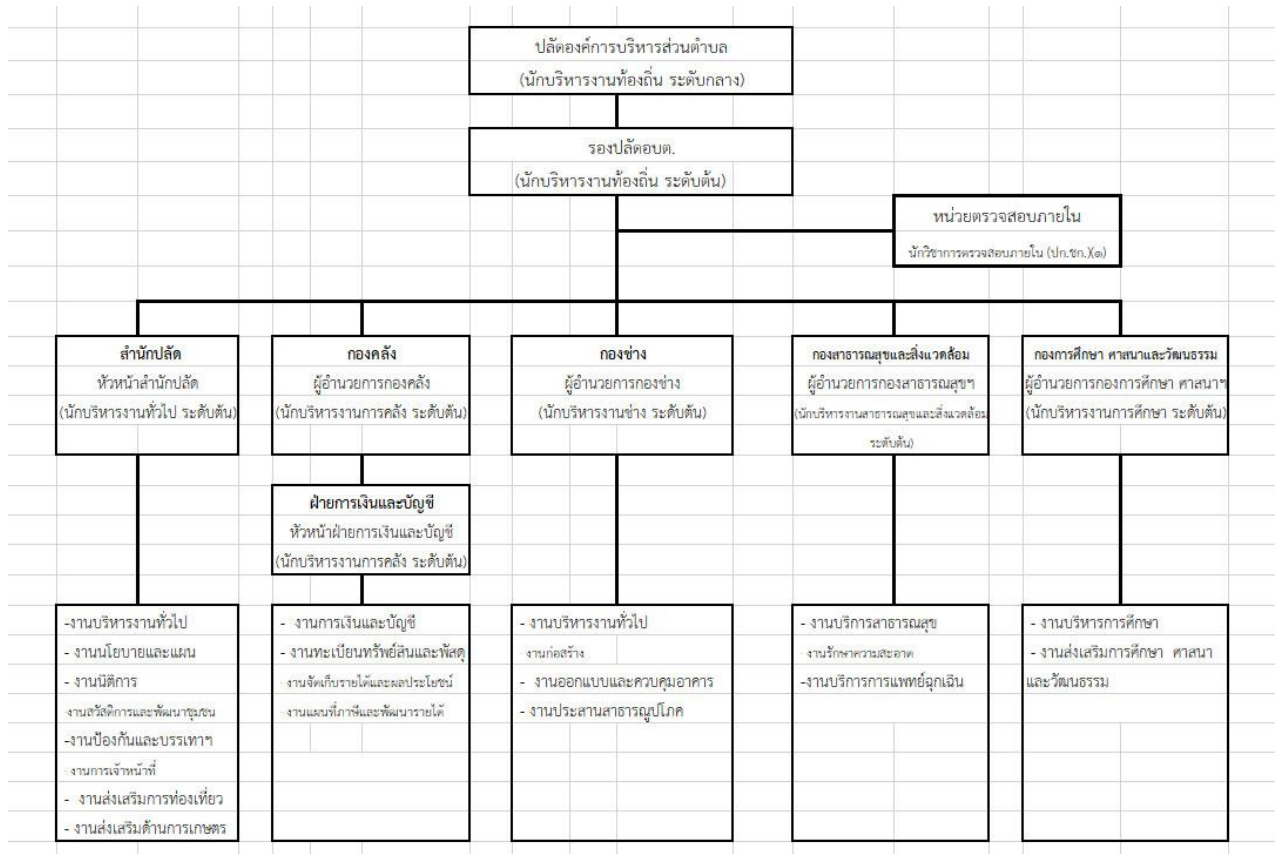 ปลัดองค์การบริหารส่วนตำบล
(นักบริหารงานท้องถิ่น ระดับกลาง)
รองปลัดอบต.
(นักบริหารงานท้องถิ่น ระดับต้น)
หน่วยตรวจสอบภายใน
นักวิชาการตรวจสอบภายใน (ปก.ชก.)(๑)
สำนักปลัด
หัวหน้าสำนักปลัด
(นักบริหารงานทั่วไป ระดับต้น)
กองคลัง
ผู้อำนวยการกองคลัง
(นักบริหารงานการคลัง ระดับต้น)
กองช่าง
ผู้อำนวยการกองช่าง
(นักบริหารงานช่าง ระดับต้น)
กองสาธารณสุขและสิ่งแวดล้อม
ผู้อำนวยการกองสาธารณสุขฯ
(นักบริหารงานสาธารณสุขและสิ่งแวดล้อม
ระดับต้น)
กองการศึกษา ศาสนาและวัฒนธรรม
ผู้อำนวยการกองการศึกษา ศาสนาฯ
(นักบริหารงานการศึกษา ระดับต้น)
ฝ่ายการเงินและบัญชี
หัวหน้าฝ่ายการเงินและบัญชี
(นักบริหารงานการคลัง ระดับต้น)
-งานบริหารงานทั่วไป
- งานนโยบายและแผน
- งานนิติการ
-งานสวัสดิการและพัฒนาชุมชน
-งานป้องกันและบรรเทาฯ
- งานการเจ้าหน้าที่
- งานส่งเสริมการท่องเที่ยว
- งานส่งเสริมด้านการเกษตร
- งานการเงินและบัญชี
- งานทะเบียนทรัพย์สินและพัสดุ
- งานจัดเก็บรายได้และผลประโยชน์
- งานแผนที่ภาษีและพัฒนารายได้
- งานบริหารงานทั่วไป
- งานก่อสร้าง
- งานออกแบบและควบคุมอาคาร
- งานประสานสาธารณูปโภค
- งานบริการสาธารณสุข
- งานรักษาความสะอาด
-งานบริการการแพทย์ฉุกเฉิน
- งานบริหารการศึกษา
- งานส่งเสริมการศึกษา ศาสนา
และวัฒนธรรม